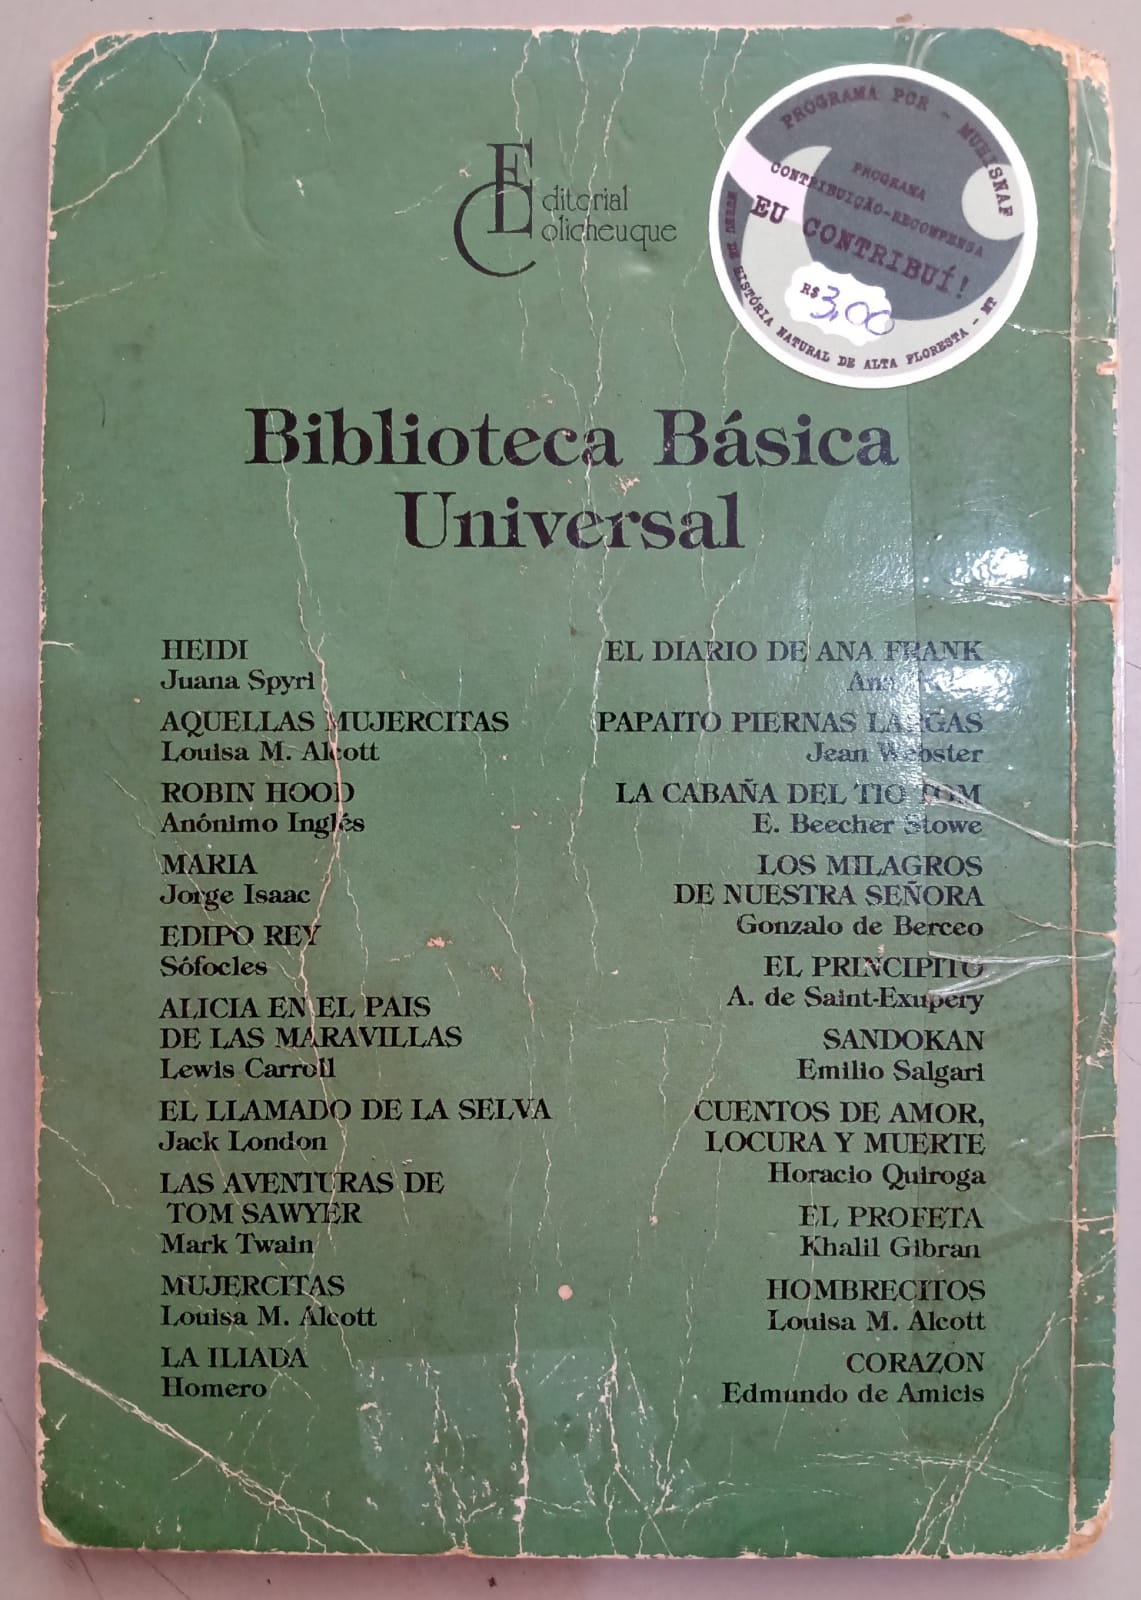 Editorial
Colicheuque
PROGRAMA PCR - MUHISNAF
PROGRAMA
CONTRIBUIÇÃO-RECOMPENSA
EU CONTRIBUÍ!
R$ 3,00
MUSEU DE HISTÓRIA NATURAL DE ALTA FLORESTA - MT
Biblioteca Básica
Universal
HEIDI
Juana Spyri
AQUELLAS MUJERCITAS
Louisa M. Alcott
ROBIN HOOD
Anónimo Inglés
MARIA
Jorge Isaac
EDIPO REY
Sófocles
ALICIA EN EL PAIS
DE LAS MARAVILLAS
Lewis Carroll
EL LLAMADO DE LA SELVA
Jack London
LAS AVENTURAS DE
TOM SAWYER
Mark Twain
MUJERCITAS
Louisa M. Alcott
LA ILIADA
Homero
EL DIARIO DE ANA FRANK
Ana
PAPAITO PIERNAS LARGAS
Jean Webster
LA CABAÑA DEL TIO TOM
E. Beecher Stowe
LOS MILAGROS
DE NUESTRA SEÑORA
Gonzalo de Berceo
EL PRINCIPITO
A. de Saint-Exupery
SANDOKAN
Emilio Salgari
CUENTOS DE AMOR,
LOCURA Y MUERTE
Horacio Quiroga
EL PROFETA
Khalil Gibran
HOMBRECITOS
Louisa M. Alcott
CORAZON
Edmundo de Amicis